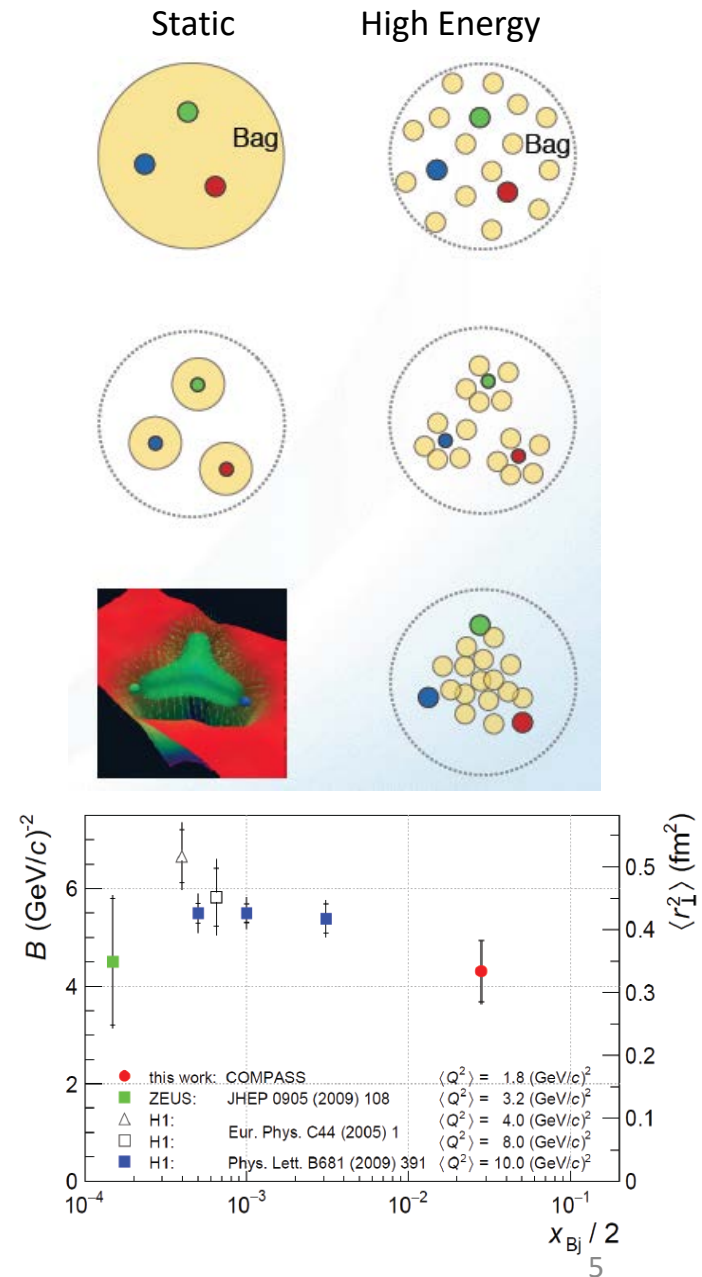 Static High Energy
Bag Bag
B (GeV/c)⁻²
6
4
2
0
⟨r²⊥⟩ (fm²)
0.5
0.4
0.3
0.2
0.1
0
this work: COMPASS ⟨Q²⟩ = 1.8 (GeV/c)²
ZEUS: JHEP 0905 (2009) 108 ⟨Q²⟩ = 3.2 (GeV/c)²
H1: ⟨Q²⟩ = 4.0 (GeV/c)²
Eur. Phys. C44 (2005) 1
H1: ⟨Q²⟩ = 8.0 (GeV/c)²
H1: Phys. Lett. B681 (2009) 391 ⟨Q²⟩ = 10.0 (GeV/c)²
10⁻⁴ 10⁻³ 10⁻² 10⁻¹
x_Bj / 2
5